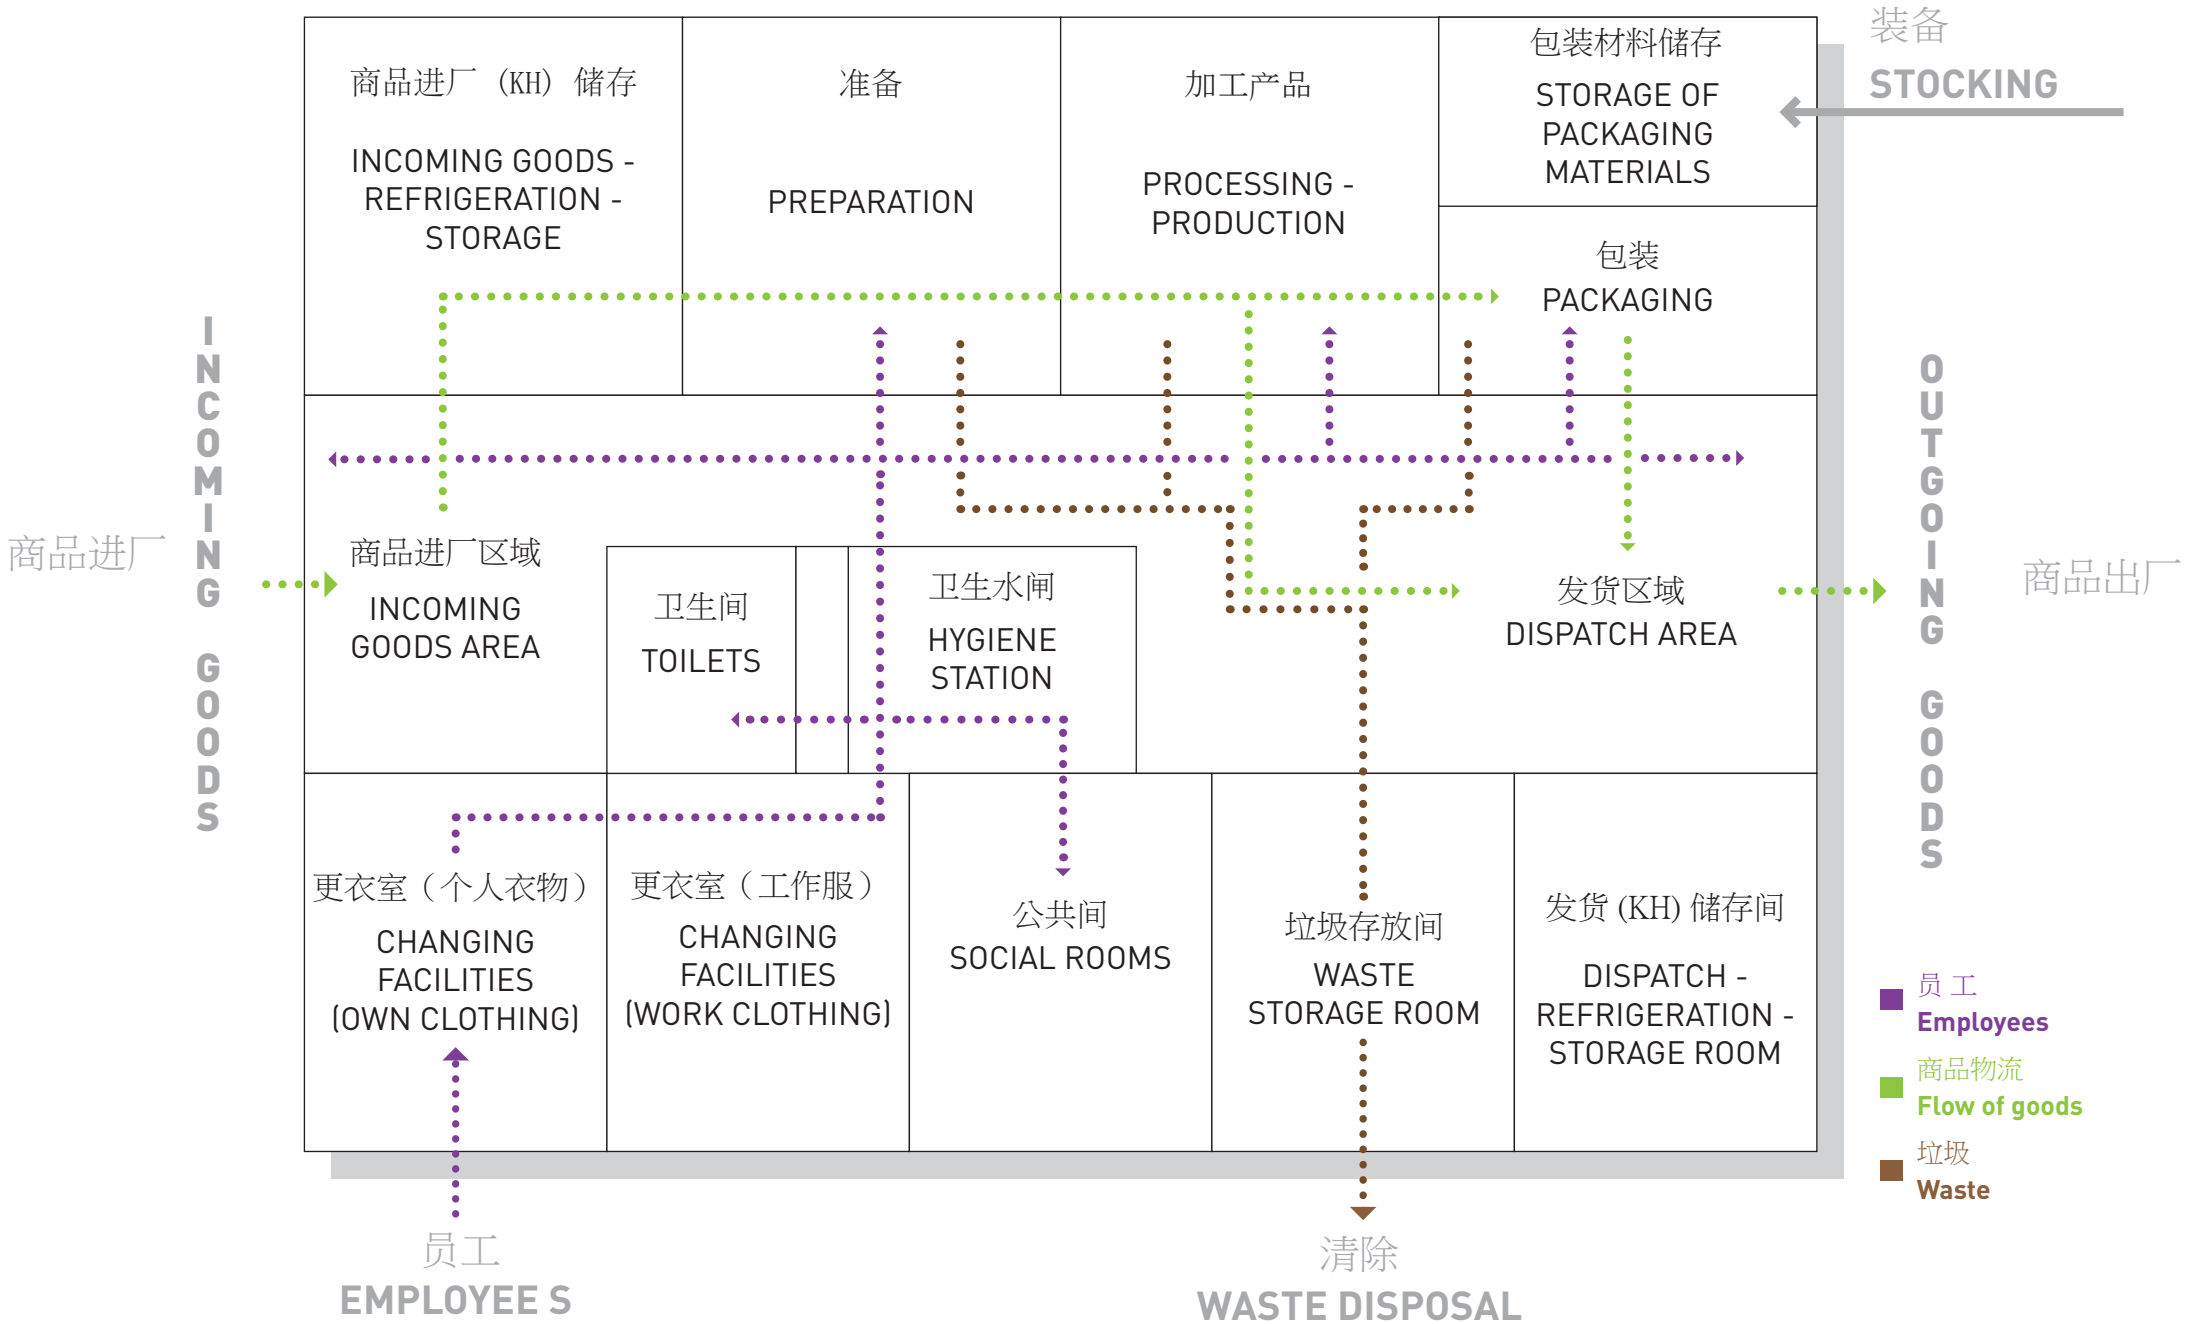 商品进厂 (KH) 储存
INCOMING GOODS -
REFRIGERATION -
STORAGE
准备
PREPARATION
加工产品
PROCESSING -
PRODUCTION
包装材料储存
STORAGE OF
PACKAGING
MATERIALS
装备
STOCKING
包装
PACKAGING
INCOMING GOODS
商品进厂
商品进厂区域
INCOMING
GOODS AREA
卫生间
TOILETS
卫生水闸
HYGIENE
STATION
发货区域
DISPATCH AREA
OUTGOING GOODS
商品出厂
更衣室（个人衣物）
CHANGING
FACILITIES
(OWN CLOTHING)
更衣室（工作服）
CHANGING
FACILITIES
(WORK CLOTHING)
公共间
SOCIAL ROOMS
垃圾存放间
WASTE
STORAGE ROOM
发货 (KH) 储存间
DISPATCH -
REFRIGERATION -
STORAGE ROOM
员 工
Employees
商品物流
Flow of goods
垃圾
Waste
员工
EMPLOYEE S
清除
WASTE DISPOSAL